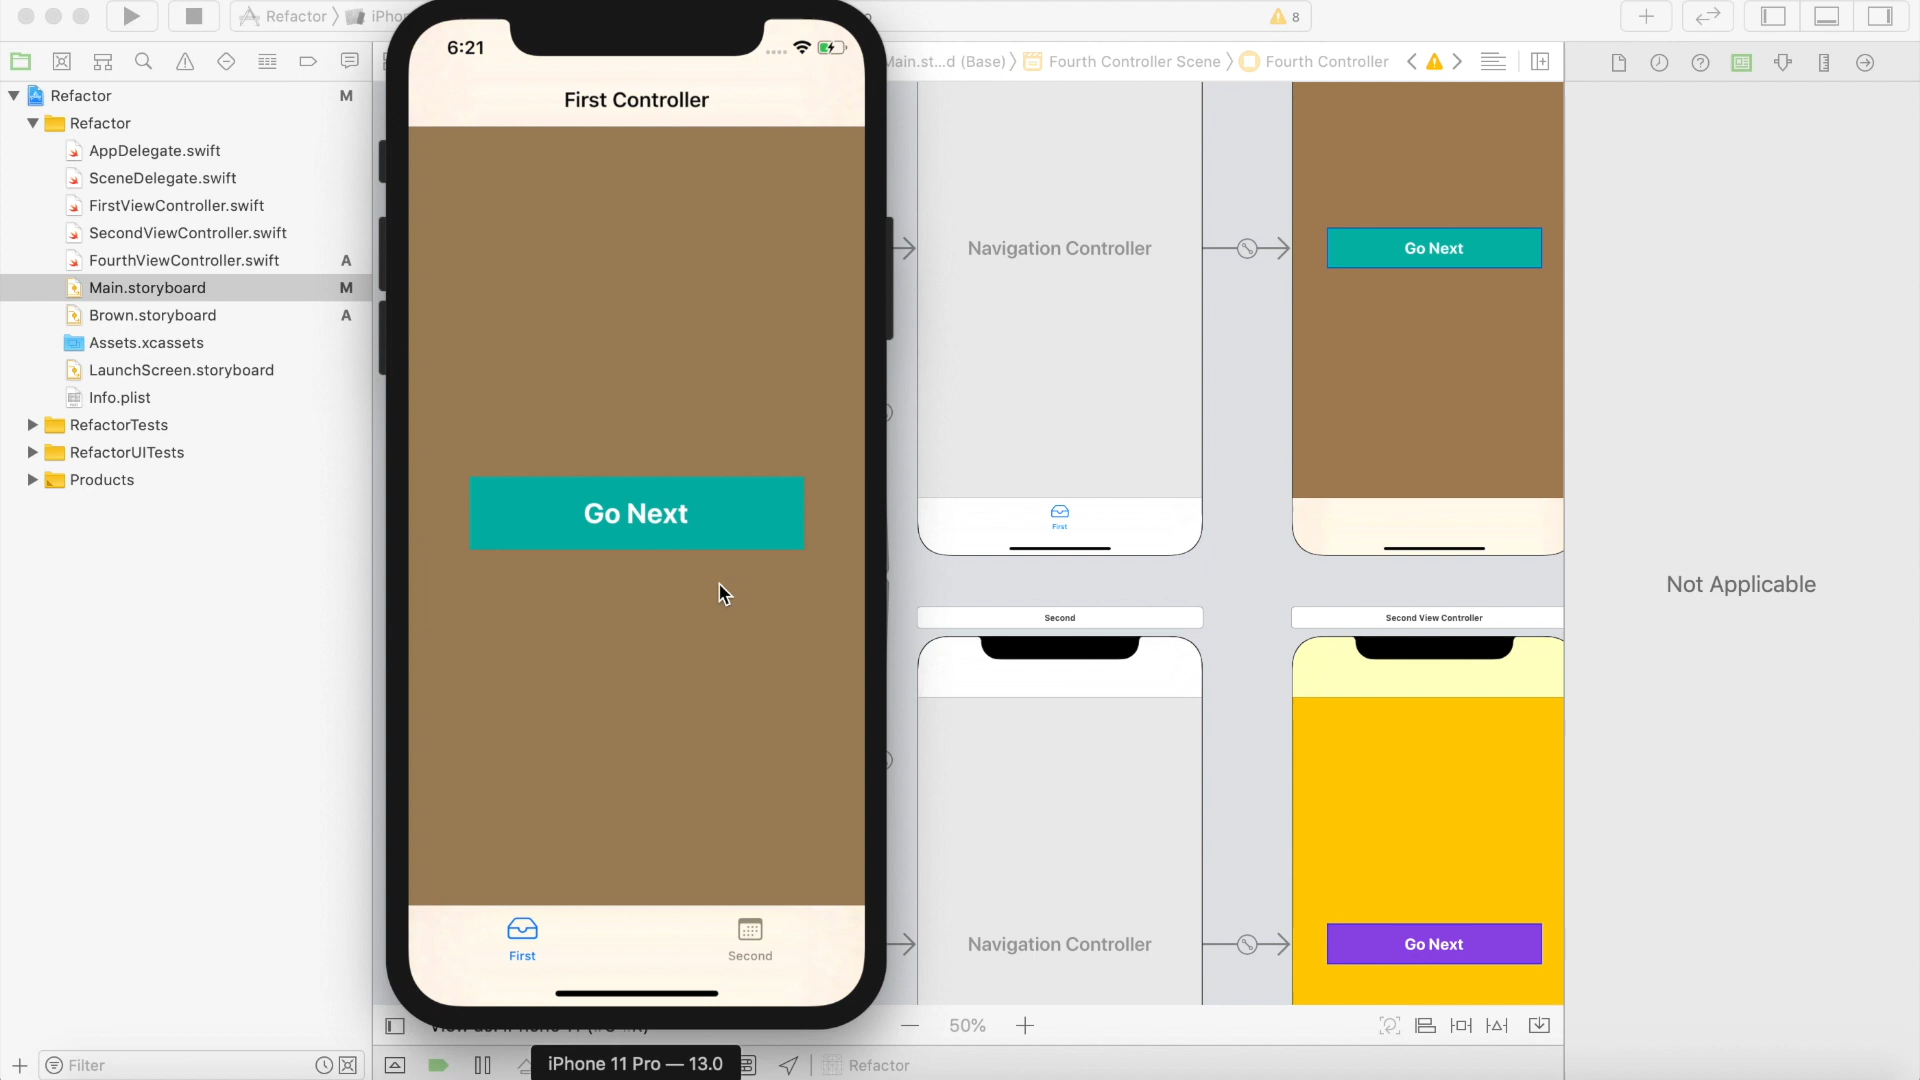 Refactor
8
Main.st...d (Base)
Fourth Controller Scene
Fourth Controller
Refactor
M
Refactor
AppDelegate.swift
SceneDelegate.swift
FirstViewController.swift
SecondViewController.swift
FourthViewController.swift
A
Main.storyboard
M
Brown.storyboard
A
Assets.xcassets
LaunchScreen.storyboard
Info.plist
RefactorTests
RefactorUITests
Products
Filter
6:21
First Controller
Go Next
First
Second
iPhone 11 Pro — 13.0
Navigation Controller
First
Go Next
Second
Second View Controller
Navigation Controller
Go Next
50%
Refactor
Not Applicable